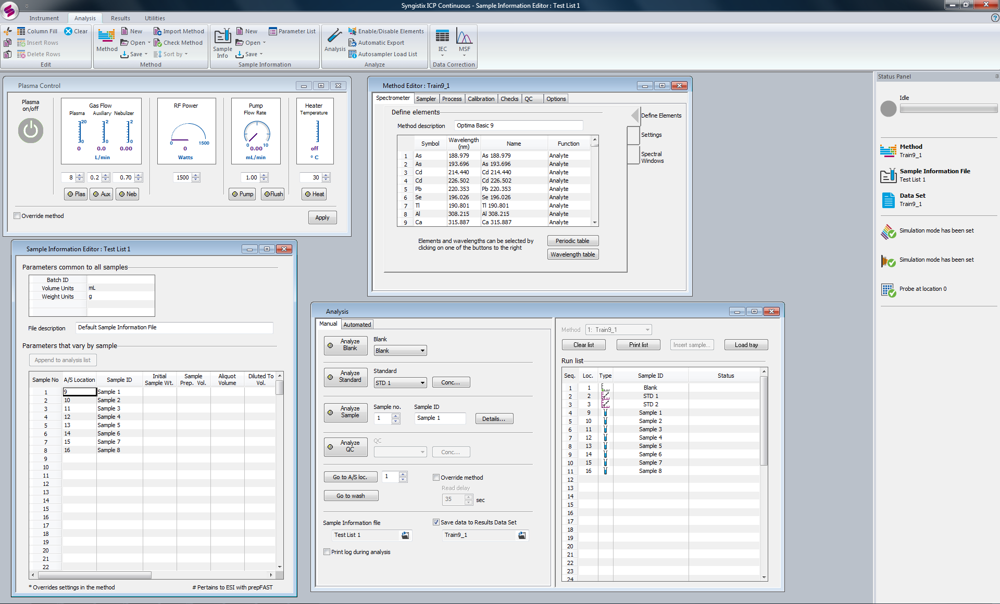 Syngistix ICP Continuous - Sample Information Editor : Test List 1
Instrument Analysis Results Utilities
Column Fill Clear
Insert Rows
Delete Rows
Edit
Method
New Import Method
Open Check Method
Save Sort by
Method
Sample Info
New Parameter List
Open
Save
Sample Information
Analysis
Enable/Disable Elements
Automatic Export
Autosampler Load List
Analyze
IEC MSF
Data Correction
Plasma Control
Plasma on/off
Gas Flow
Plasma Auxiliary Nebulizer
20 2 2
0 0 0
0 0.0 0.00
L/min
RF Power
0 1500
0
Watts
Pump
Flow Rate
0 10
0.00
mL/min
Heater
Temperature
off
° C
8 0.2 0.70 1500 1.00 30
Plas Aux Neb Pump Flush Heat
Override method
Apply
Method Editor : Train9_1
Spectrometer Sampler Process Calibration Checks QC Options
Define elements
Method description Optima Basic 9
Symbol Wavelength (nm) Name Function
1 As 188.979 As 188.979 Analyte
2 As 193.696 As 193.696 Analyte
3 Cd 214.440 Cd 214.440 Analyte
4 Cd 226.502 Cd 226.502 Analyte
5 Pb 220.353 Pb 220.353 Analyte
6 Se 196.026 Se 196.026 Analyte
7 Tl 190.801 Tl 190.801 Analyte
8 Al 308.215 Al 308.215 Analyte
9 Ca 315.887 Ca 315.887 Analyte
Elements and wavelengths can be selected by
clicking on one of the buttons to the right
Periodic table
Wavelength table
Define Elements
Settings
Spectral
Windows
Status Panel
Idle
Method
Train9_1
Sample Information File
Test List 1
Data Set
Train9_1
Simulation mode has been set
Simulation mode has been set
Probe at location 0
Sample Information Editor : Test List 1
Parameters common to all samples
Batch ID
Volume Units mL
Weight Units g
File description Default Sample Information File
Parameters that vary by sample
Append to analysis list
Sample No A/S Location Sample ID Initial Sample Wt. Sample Prep. Vol. Aliquot Volume Diluted To Vol.
1 9 Sample 1
2 10 Sample 2
3 11 Sample 3
4 12 Sample 4
5 13 Sample 5
6 14 Sample 6
7 15 Sample 7
8 16 Sample 8
9
10
11
12
13
14
15
16
17
18
19
20
21
22
* Overrides settings in the method # Pertains to ESI with prepFAST
Analysis
Manual Automated
Analyze Blank
Blank
Blank
Analyze Standard
Standard
STD 1 Conc...
Analyze Sample
Sample no. Sample ID
1 Sample 1 Details...
Analyze QC
QC
Conc...
Go to A/S loc. 1
Go to wash
Override method
Read delay
35 sec
Sample Information file
Test List 1
Save data to Results Data Set
Train9_1
Print log during analysis
Method 1: Train9_1
Clear list Print list Insert sample... Load tray
Run list
Seq. Loc. Type Sample ID Status
1 1 Blank
2 2 STD 1
3 3 STD 2
4 9 Sample 1
5 10 Sample 2
6 11 Sample 3
7 12 Sample 4
8 13 Sample 5
9 14 Sample 6
10 15 Sample 7
11 16 Sample 8
12
13
14
15
16
17
18
19
20
21
22
23
24